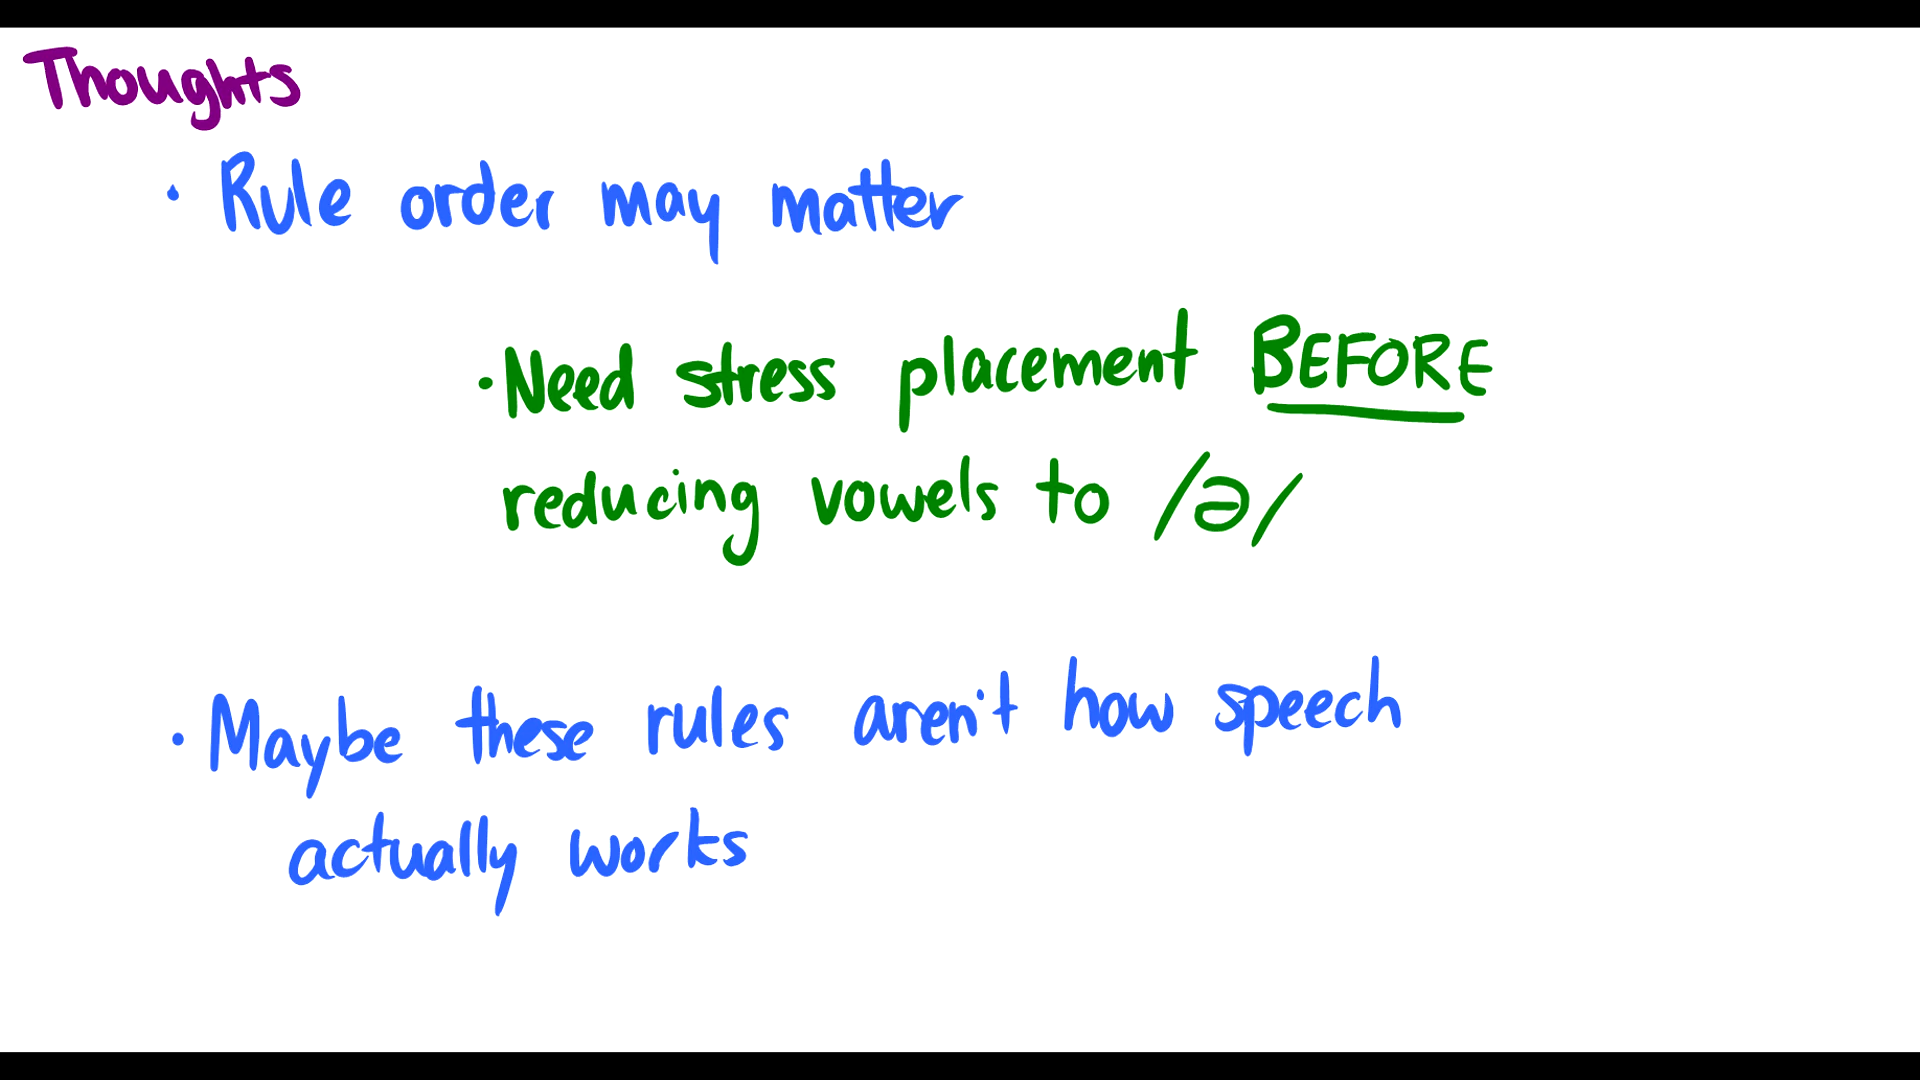 Thoughts
· Rule order may matter
· Need stress placement BEFORE
reducing vowels to /ə/
· Maybe these rules aren't how speech
actually works